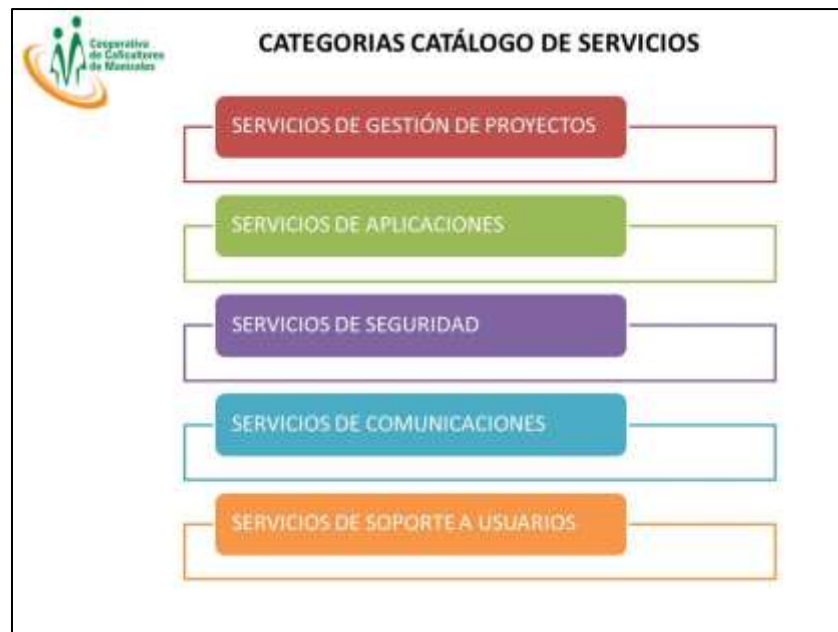 Cooperativa
de Caficultores
de Manizales
CATEGORIAS CATÁLOGO DE SERVICIOS
SERVICIOS DE GESTIÓN DE PROYECTOS
SERVICIOS DE APLICACIONES
SERVICIOS DE SEGURIDAD
SERVICIOS DE COMUNICACIONES
SERVICIOS DE SOPORTE A USUARIOS